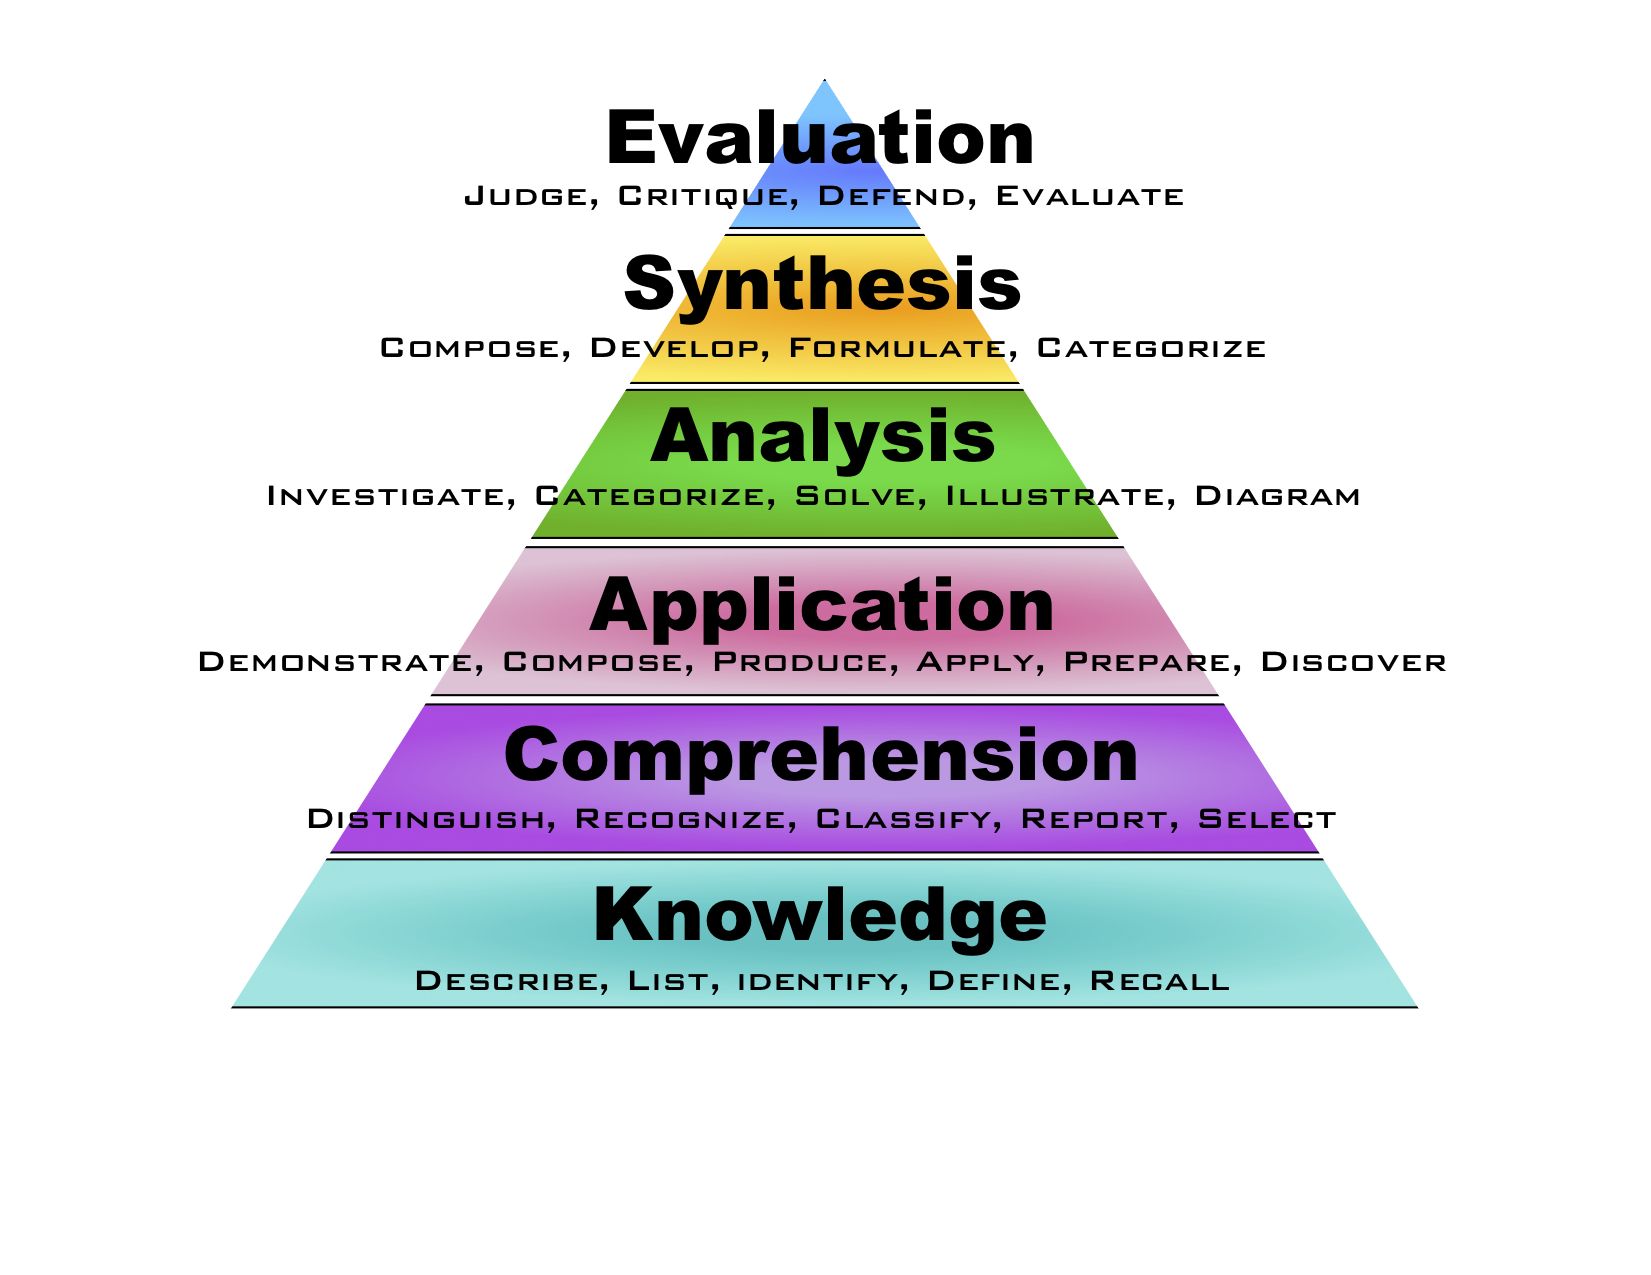 Evaluation
Judge, Critique, Defend, Evaluate
Synthesis
Compose, Develop, Formulate, Categorize
Analysis
Investigate, Categorize, Solve, Illustrate, Diagram
Application
Demonstrate, Compose, Produce, Apply, Prepare, Discover
Comprehension
Distinguish, Recognize, Classify, Report, Select
Knowledge
Describe, List, identify, Define, Recall